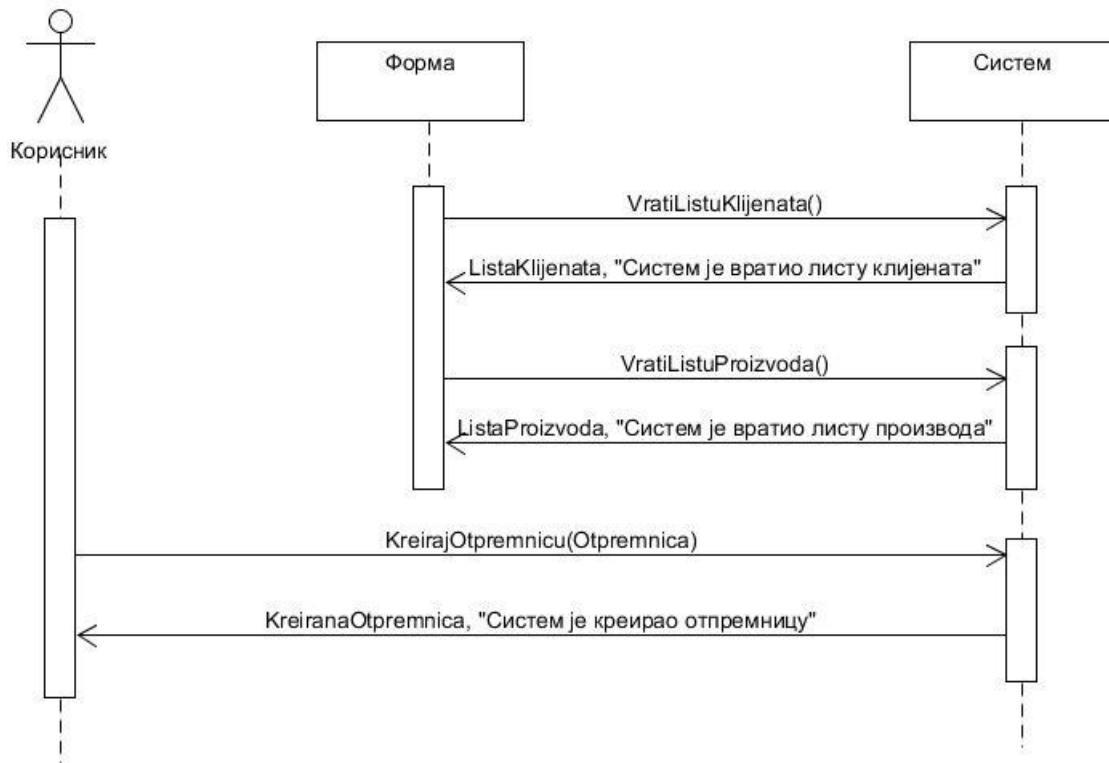 Форма
Систем
Корисник
VratiListuKlijenata()
ListaKlijenata, "Систем је вратио листу клијената"
VratiListuProizvoda()
ListaProizvoda, "Систем је вратио листу производа"
KreirajOtpremnicu(Otpremnica)
KreiranaOtpremnica, "Систем је креирао отпремницу"